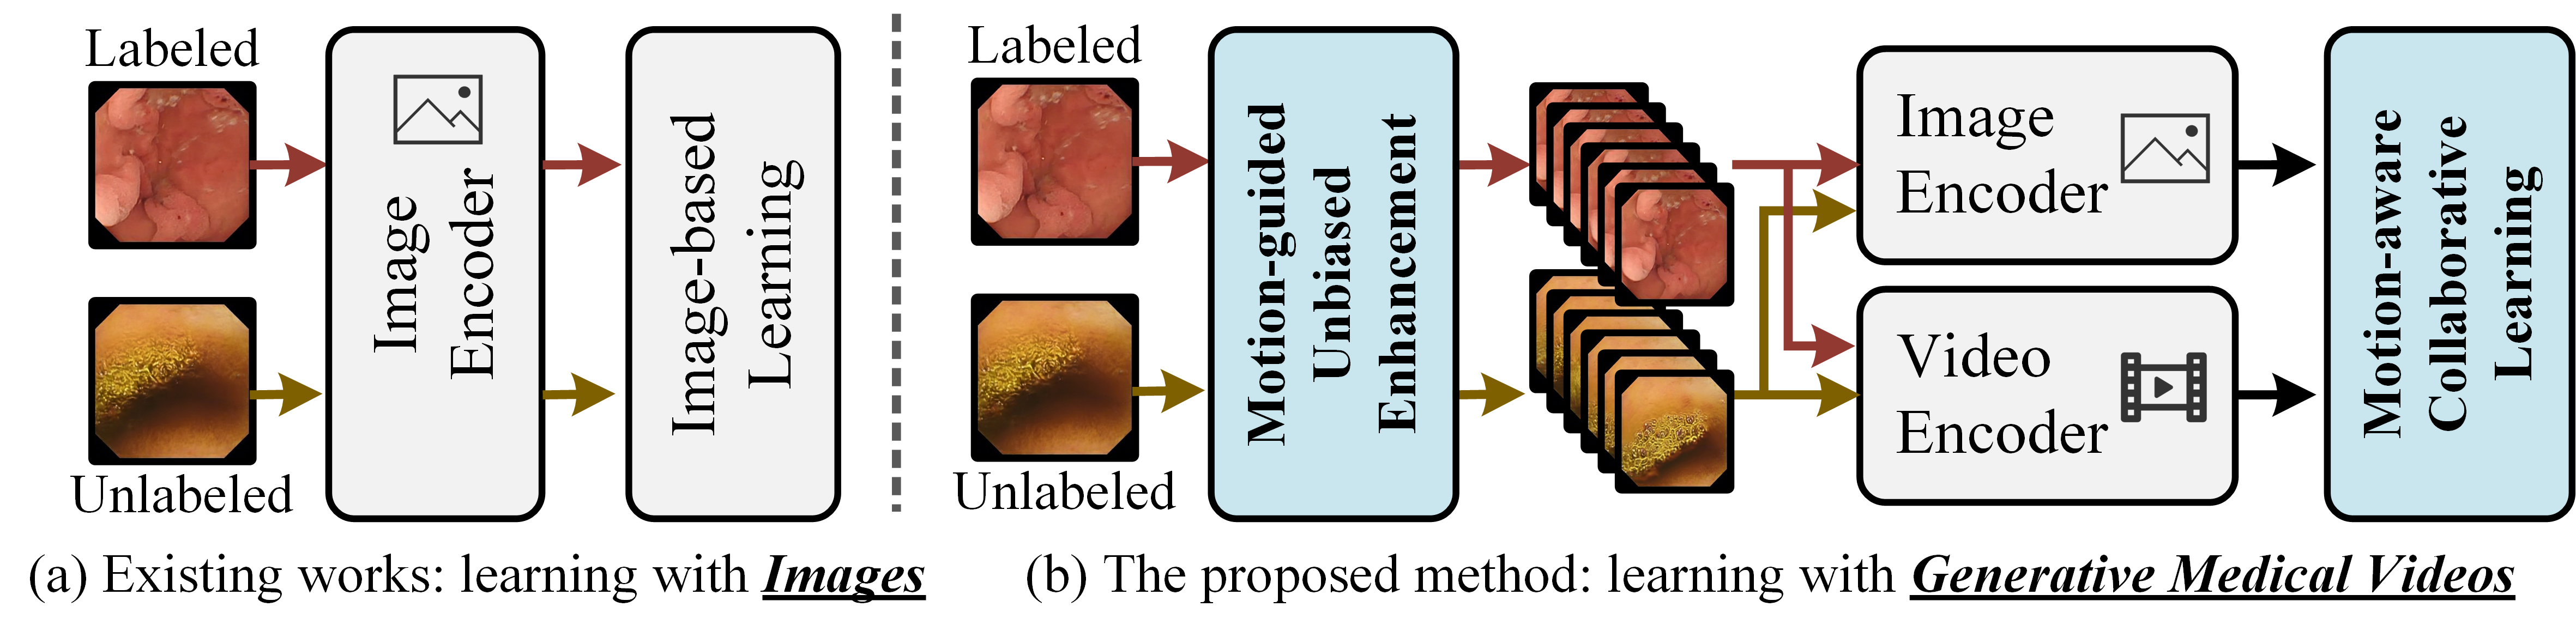 Labeled
Image
Encoder
Image-based
Learning
Unlabeled
(a) Existing works: learning with Images
Labeled
Motion-guided
Unbiased
Enhancement
Unlabeled
Image
Encoder
Video
Encoder
Motion-aware
Collaborative
Learning
(b) The proposed method: learning with Generative Medical Videos